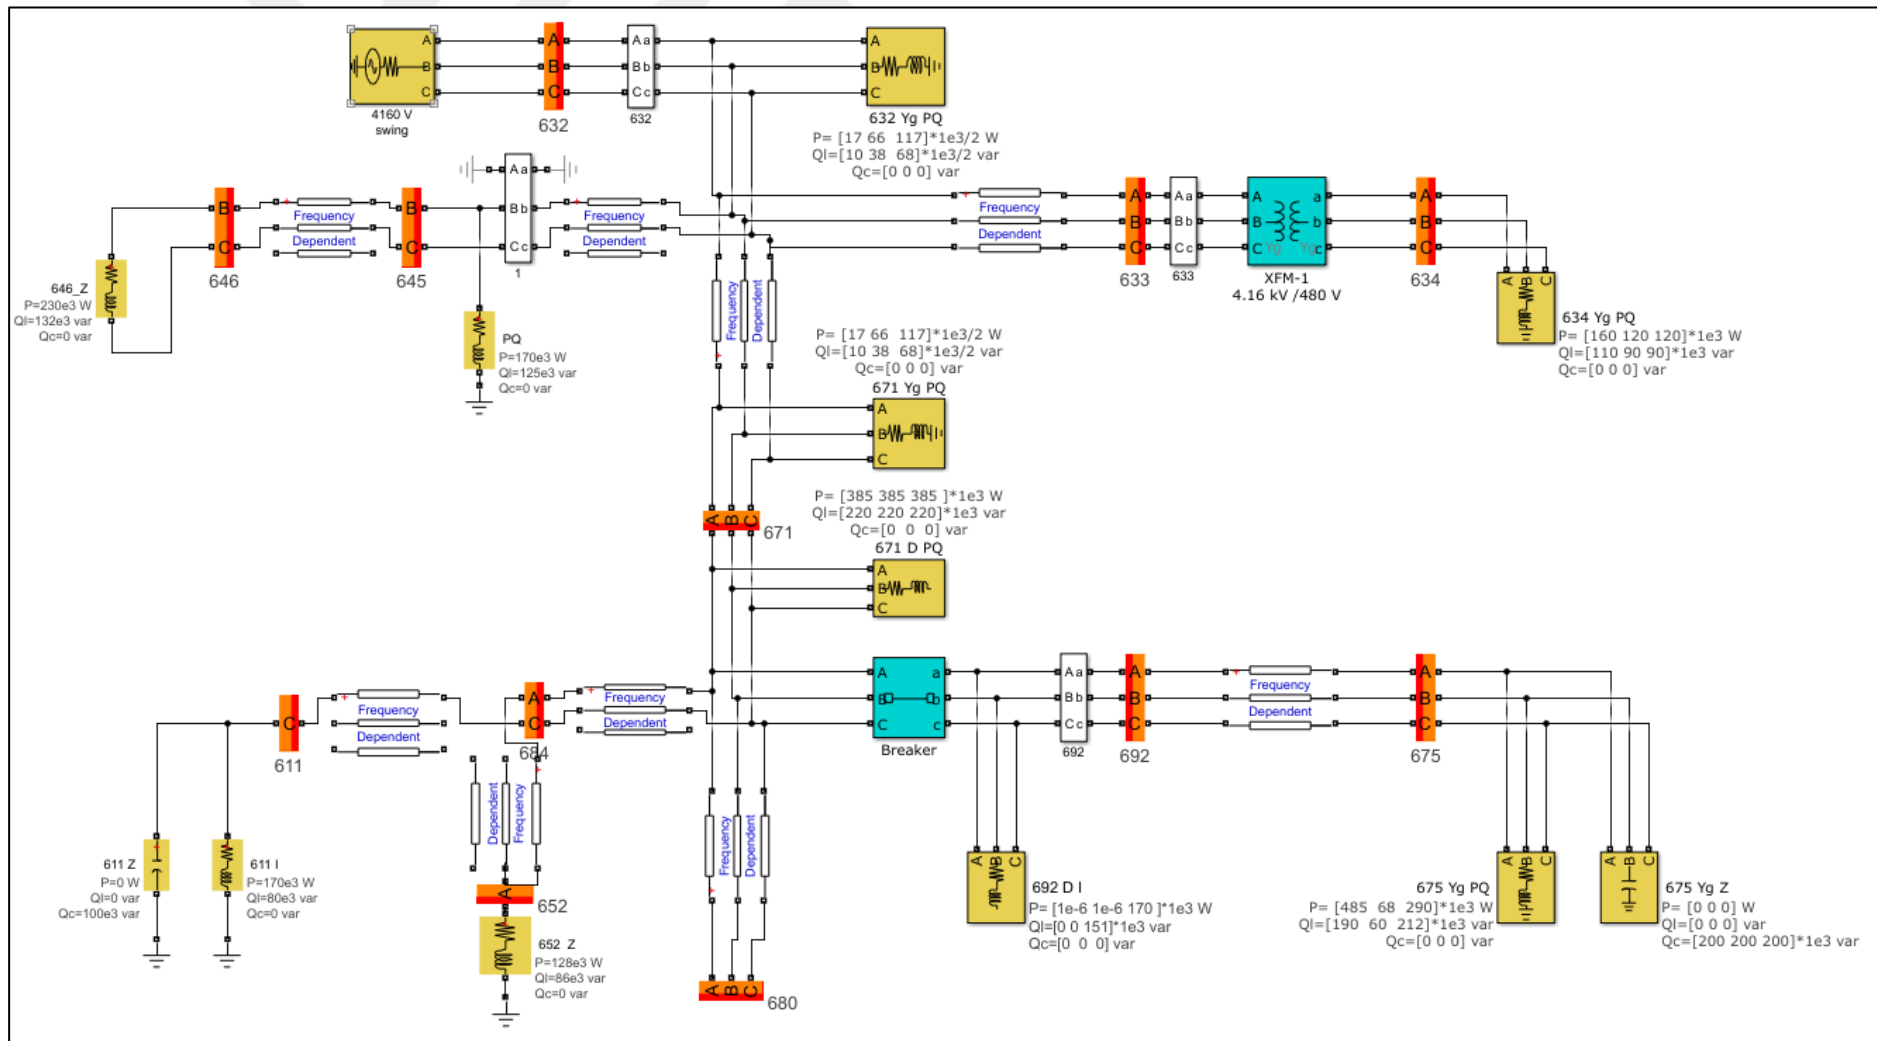 A
B
C
4160 V
swing
A
B
C
632
Aa
Bb
Cc
632
A
B
C
632 Yg PQ
P= [17 66 117]*1e3/2 W
Ql=[10 38 68]*1e3/2 var
Qc=[0 0 0] var
646_Z
P=230e3 W
Ql=132e3 var
Qc=0 var
B
C
646
Frequency
Dependent
B
C
645
PQ
P=170e3 W
Ql=125e3 var
Qc=0 var
Aa
Bb
Cc
1
Frequency
Dependent
Frequency
Dependent
A
B
C
633
Aa
Bb
Cc
633
A
B
C
a
b
c
Yg
Yg
XFM-1
4.16 kV /480 V
A
B
C
634
A
B
C
634 Yg PQ
P= [160 120 120]*1e3 W
Ql=[110 90 90]*1e3 var
Qc=[0 0 0] var
Frequency
Dependent
P= [17 66 117]*1e3/2 W
Ql=[10 38 68]*1e3/2 var
Qc=[0 0 0] var
671 Yg PQ
A
B
C
A
B
C
671
P= [385 385 385 ]*1e3 W
Ql=[220 220 220]*1e3 var
Qc=[0 0 0] var
671 D PQ
A
B
C
A
B
C
a
b
c
Breaker
Aa
Bb
Cc
692
A
B
C
692
Frequency
Dependent
A
B
C
675
C
611
Frequency
Dependent
A
C
684
Frequency
Dependent
611 Z
P=0 W
Ql=0 var
Qc=100e3 var
611 I
P=170e3 W
Ql=80e3 var
Qc=0 var
Dependent
Frequency
A
652
652 Z
P=128e3 W
Ql=86e3 var
Qc=0 var
Frequency
Dependent
A
B
C
680
A
B
C
692 D I
P= [1e-6 1e-6 170 ]*1e3 W
Ql=[0 0 151]*1e3 var
Qc=[0 0 0] var
A
B
C
675 Yg PQ
P= [485 68 290]*1e3 W
Ql=[190 60 212]*1e3 var
Qc=[0 0 0] var
A
B
C
675 Yg Z
P= [0 0 0] W
Ql=[0 0 0] var
Qc=[200 200 200]*1e3 var